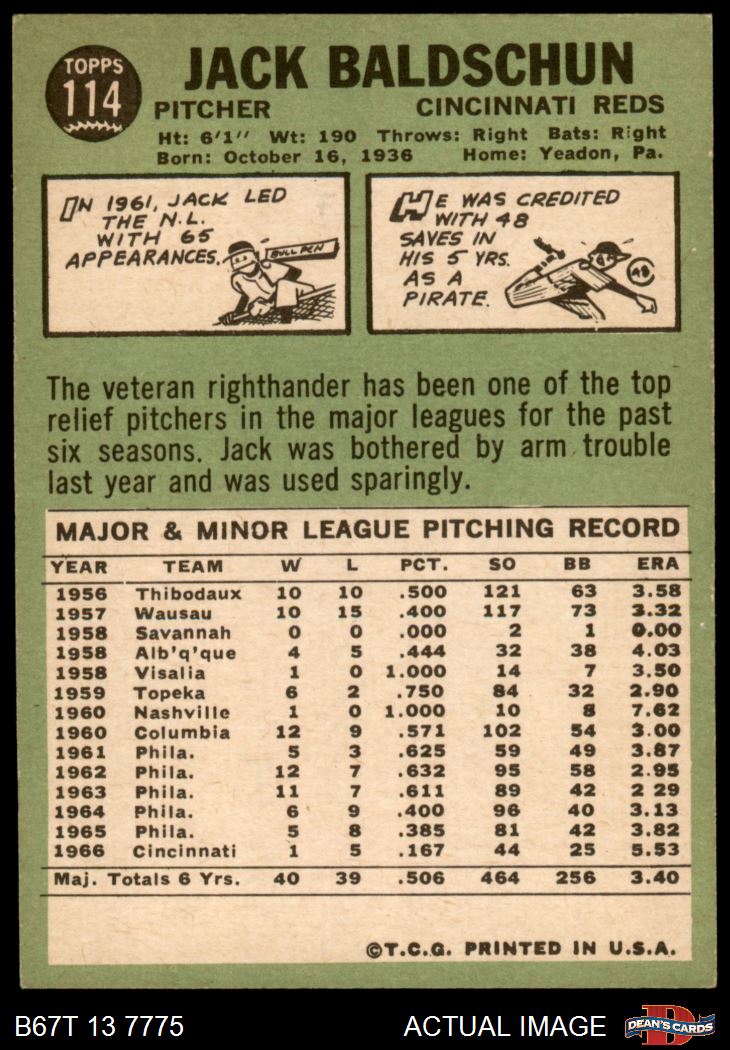 TOPPS
114
JACK BALDSCHUN
PITCHER CINCINNATI REDS
Ht: 6'1'' Wt: 190 Throws: Right Bats: Right
Born: October 16, 1936 Home: Yeadon, Pa.
IN 1961, JACK LED
THE N.L.
WITH 65
APPEARANCES.
BULL PEN
HE WAS CREDITED
WITH 48
SAVES IN
HIS 5 YRS.
AS A
PIRATE.
48
The veteran righthander has been one of the top
relief pitchers in the major leagues for the past
six seasons. Jack was bothered by arm trouble
last year and was used sparingly.
MAJOR & MINOR LEAGUE PITCHING RECORD
YEAR TEAM W L PCT. SO BB ERA
1956 Thibodaux 10 10 .500 121 63 3.58
1957 Wausau 10 15 .400 117 73 3.32
1958 Savannah 0 0 .000 2 1 0.00
1958 Alb'q'que 4 5 .444 32 38 4.03
1958 Visalia 1 0 1.000 14 7 3.50
1959 Topeka 6 2 .750 84 32 2.90
1960 Nashville 1 0 1.000 10 8 7.62
1960 Columbia 12 9 .571 102 54 3.00
1961 Phila. 5 3 .625 59 49 3.87
1962 Phila. 12 7 .632 95 58 2.95
1963 Phila. 11 7 .611 89 42 2 29
1964 Phila. 6 9 .400 96 40 3.13
1965 Phila. 5 8 .385 81 42 3.82
1966 Cincinnati 1 5 .167 44 25 5.53
Maj. Totals 6 Yrs. 40 39 .506 464 256 3.40
©T.C.G. PRINTED IN U.S.A.
B67T 13 7775 ACTUAL IMAGE
D
DEAN'S CARDS